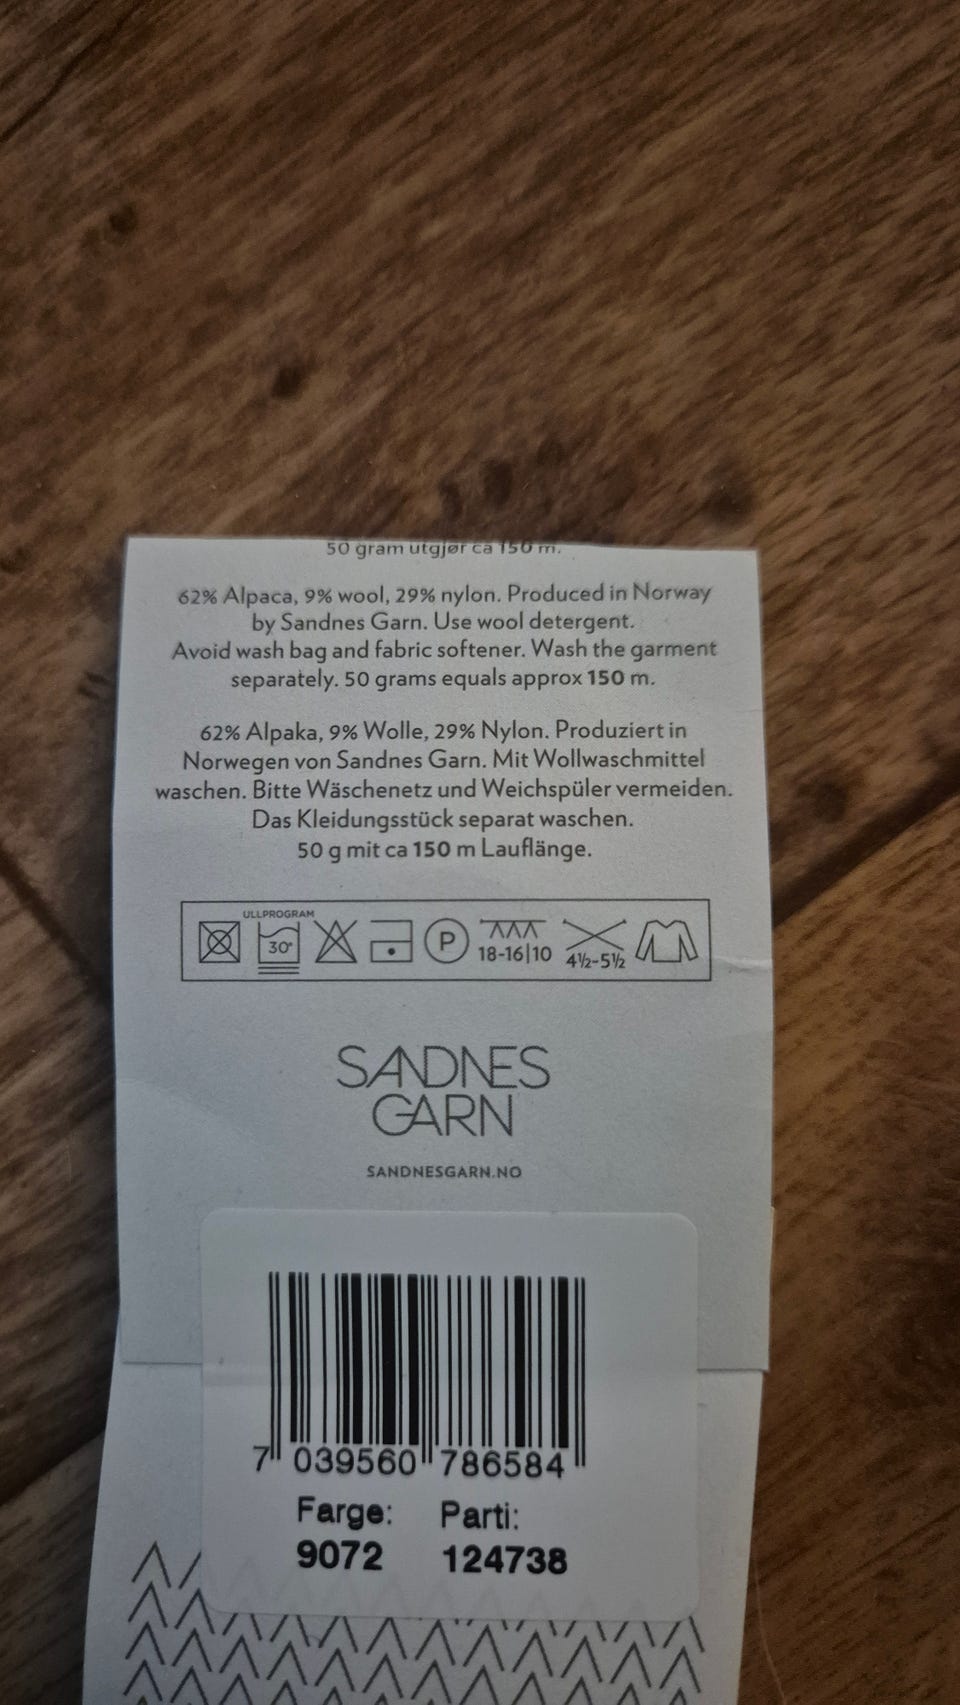 50 gram utgjør ca 150 m.
62% Alpaca, 9% wool, 29% nylon. Produced in Norway
by Sandnes Garn. Use wool detergent.
Avoid wash bag and fabric softener. Wash the garment
separately. 50 grams equals approx 150 m.
62% Alpaka, 9% Wolle, 29% Nylon. Produziert in
Norwegen von Sandnes Garn. Mit Wollwaschmittel
waschen. Bitte Wäschenetz und Weichspüler vermeiden.
Das Kleidungsstück separat waschen.
50 g mit ca 150 m Lauflänge.
ULLPROGRAM
30° P 18-16|10 4½-5½
SANDNES
GARN
SANDNESGARN.NO
7 039560 786584
Farge: Parti:
9072 124738